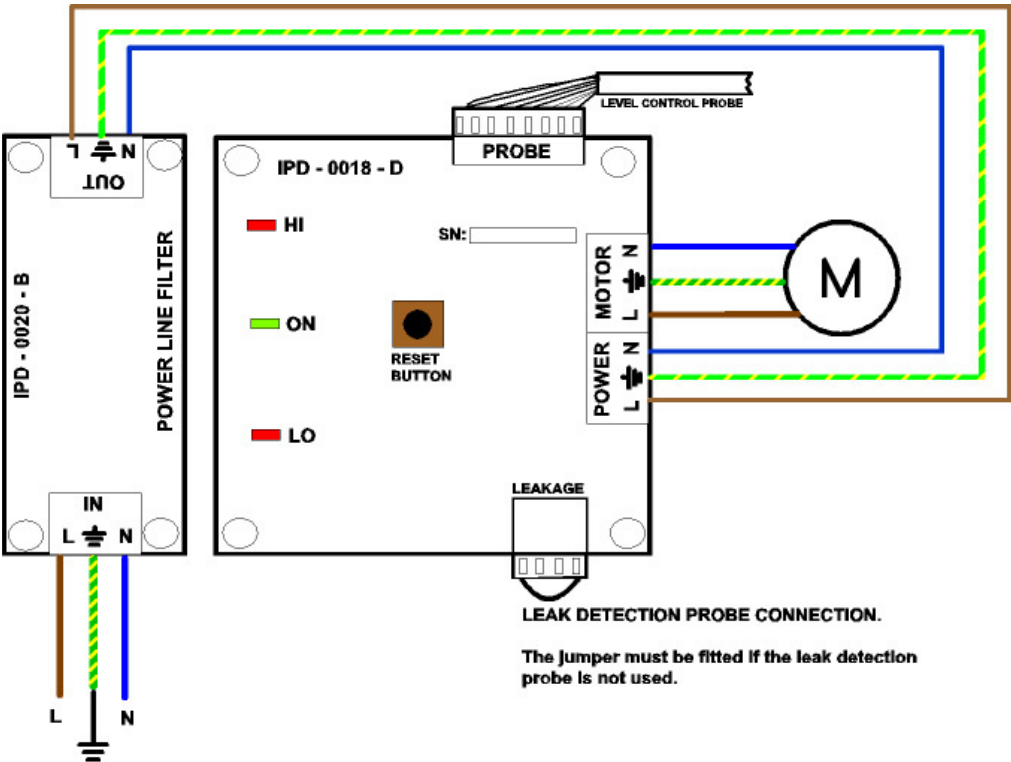 LEVEL CONTROL PROBE
L N
OUT
PROBE
IPD - 0018 - D
HI
SN:
MOTOR
N
L
M
IPD - 0020 - B
POWER LINE FILTER
ON
RESET
BUTTON
POWER
N
L
LO
LEAKAGE
IN
L N
LEAK DETECTION PROBE CONNECTION.
The jumper must be fitted if the leak detection
probe is not used.
L N